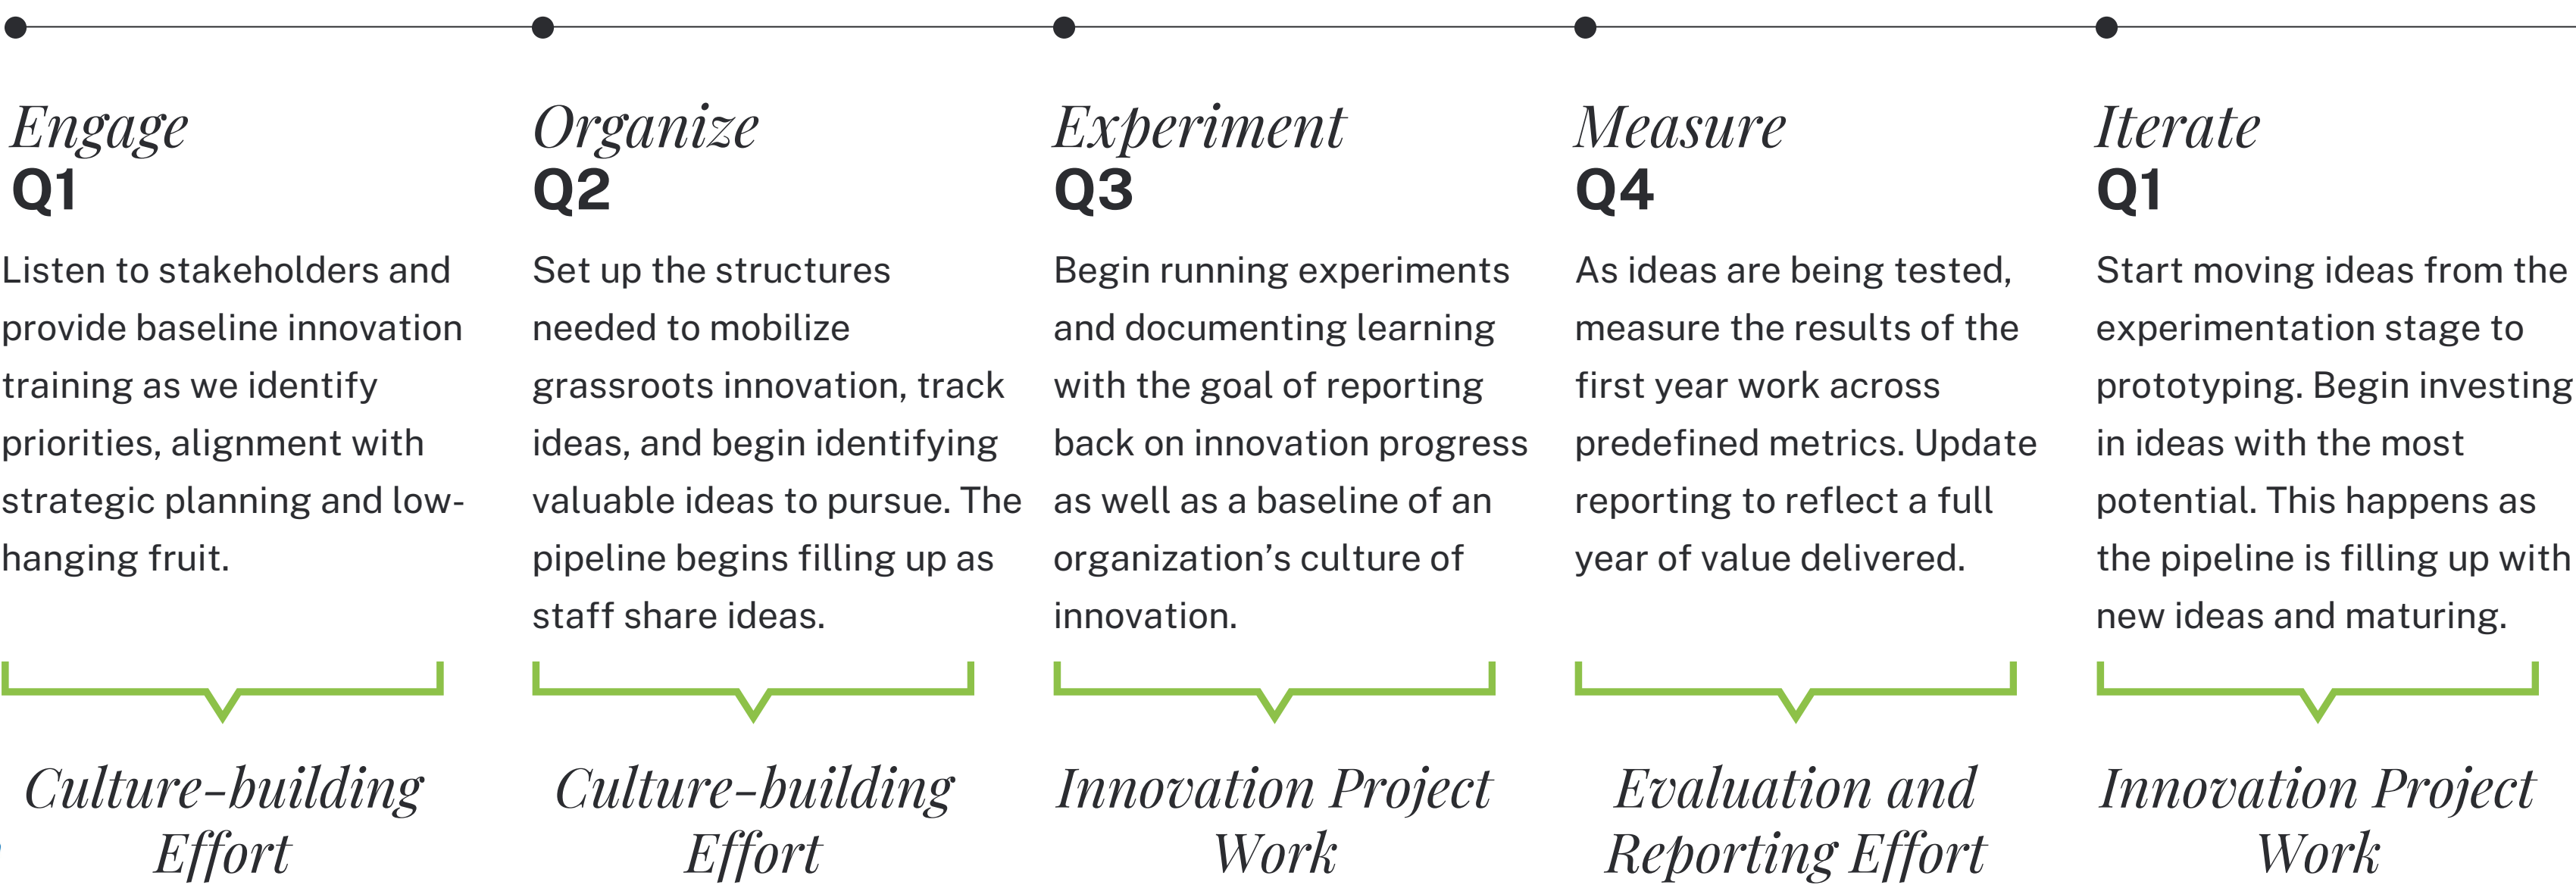 Engage
Q1
Listen to stakeholders and
provide baseline innovation
training as we identify
priorities, alignment with
strategic planning and low-
hanging fruit.
Culture-building
Effort
Organize
Q2
Set up the structures
needed to mobilize
grassroots innovation, track
ideas, and begin identifying
valuable ideas to pursue. The
pipeline begins filling up as
staff share ideas.
Culture-building
Effort
Experiment
Q3
Begin running experiments
and documenting learning
with the goal of reporting
back on innovation progress
as well as a baseline of an
organization’s culture of
innovation.
Innovation Project
Work
Measure
Q4
As ideas are being tested,
measure the results of the
first year work across
predefined metrics. Update
reporting to reflect a full
year of value delivered.
Evaluation and
Reporting Effort
Iterate
Q1
Start moving ideas from the
experimentation stage to
prototyping. Begin investing
in ideas with the most
potential. This happens as
the pipeline is filling up with
new ideas and maturing.
Innovation Project
Work